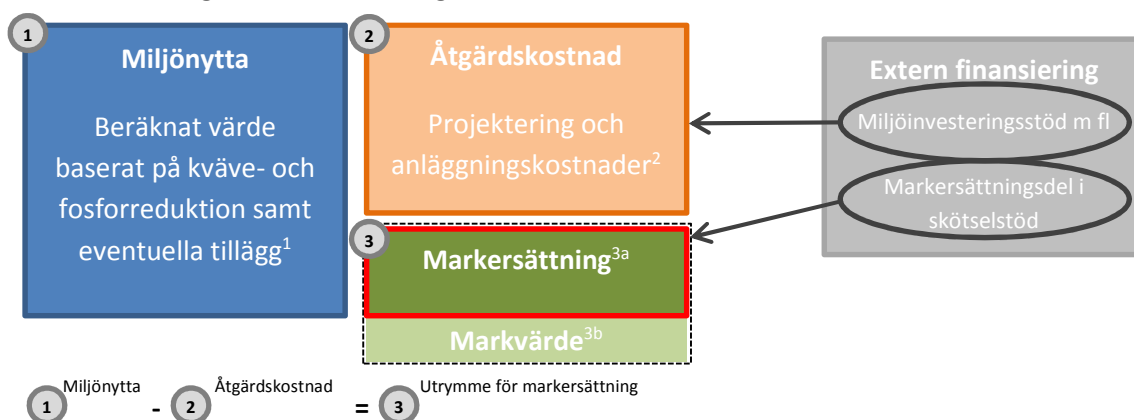 1
Miljönytta
Beräknat värde
baserat på kväve- och
fosforreduktion samt
eventuella tillägg1
2
Åtgärdskostnad
Projektering och
anläggningskostnader2
3
Markersättning3a
Markvärde3b
Extern finansiering
Miljöinvesteringsstöd m fl
Markersättningsdel i
skötselstöd
1 Miljönytta - 2 Åtgärdskostnad = 3 Utrymme för markersättning